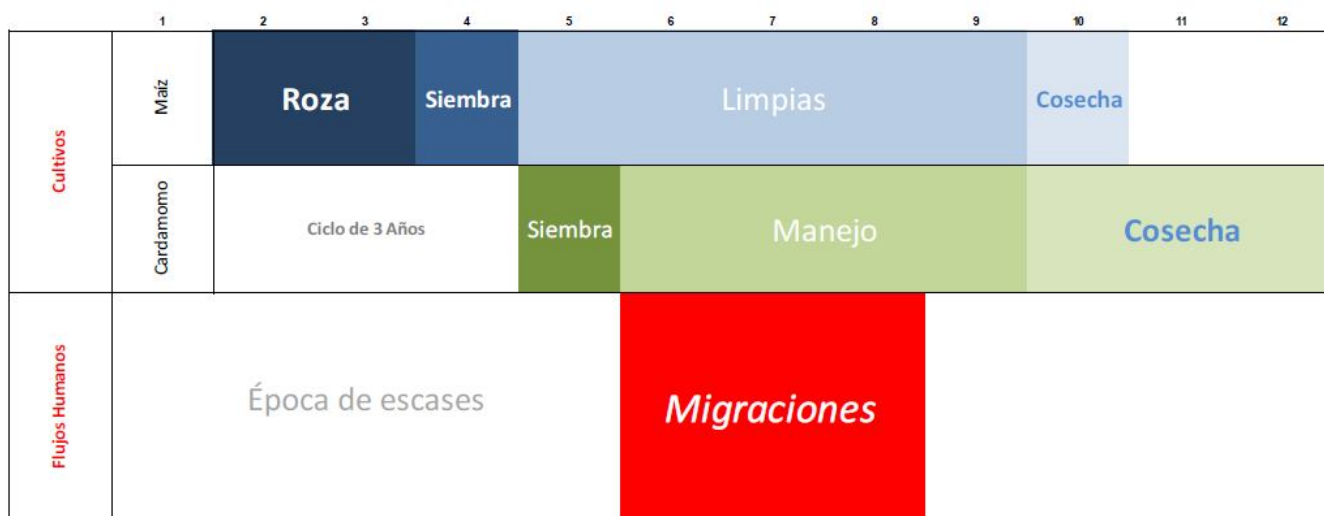 1 2 3 4 5 6 7 8 9 10 11 12
Cultivos
Maíz
Roza
Siembra
Limpias
Cosecha
Cardamomo
Ciclo de 3 Años
Siembra
Manejo
Cosecha
Flujos Humanos
Época de escases
Migraciones